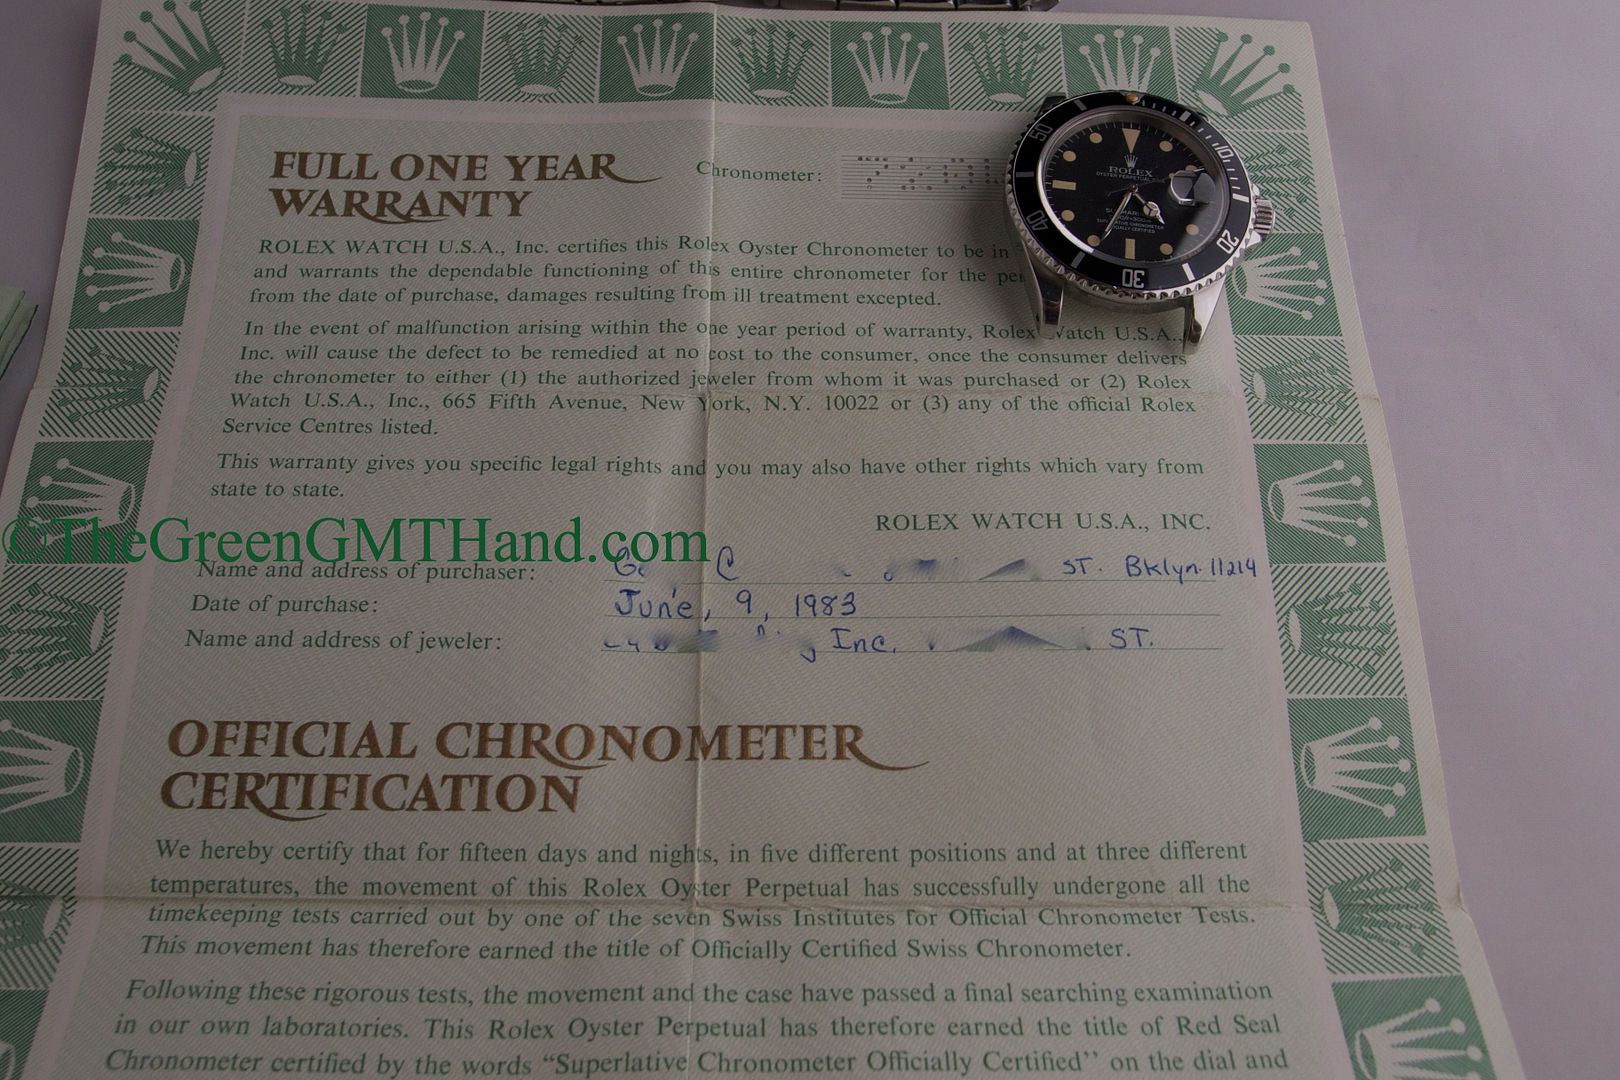 FULL ONE YEAR
WARRANTY
Chronometer:
ROLEX WATCH U.S.A., Inc. certifies this Rolex Oyster Chronometer to be in
and warrants the dependable functioning of this entire chronometer for the
from the date of purchase, damages resulting from ill treatment excepted.
In the event of malfunction arising within the one year period of warranty, Rolex Watch U.S.A.,
Inc. will cause the defect to be remedied at no cost to the consumer, once the consumer delivers
the chronometer to either (1) the authorized jeweler from whom it was purchased or (2) Rolex
Watch U.S.A., Inc., 665 Fifth Avenue, New York, N.Y. 10022 or (3) any of the official Rolex
Service Centres listed.
This warranty gives you specific legal rights and you may also have other rights which vary from
state to state.
ROLEX WATCH U.S.A., INC.
©TheGreenGMTHand.com
Name and address of purchaser: ST. Bklyn. 11214
Date of purchase: June, 9, 1983
Name and address of jeweler: Inc. ST.
OFFICIAL CHRONOMETER
CERTIFICATION
We hereby certify that for fifteen days and nights, in five different positions and at three different
temperatures, the movement of this Rolex Oyster Perpetual has successfully undergone all the
timekeeping tests carried out by one of the seven Swiss Institutes for Official Chronometer Tests.
This movement has therefore earned the title of Officially Certified Swiss Chronometer.
Following these rigorous tests, the movement and the case have passed a final searching examination
in our own laboratories. This Rolex Oyster Perpetual has therefore earned the title of Red Seal
Chronometer certified by the words “Superlative Chronometer Officially Certified” on the dial and
50
10
40
20
30
ROLEX
OYSTER PERPETUAL